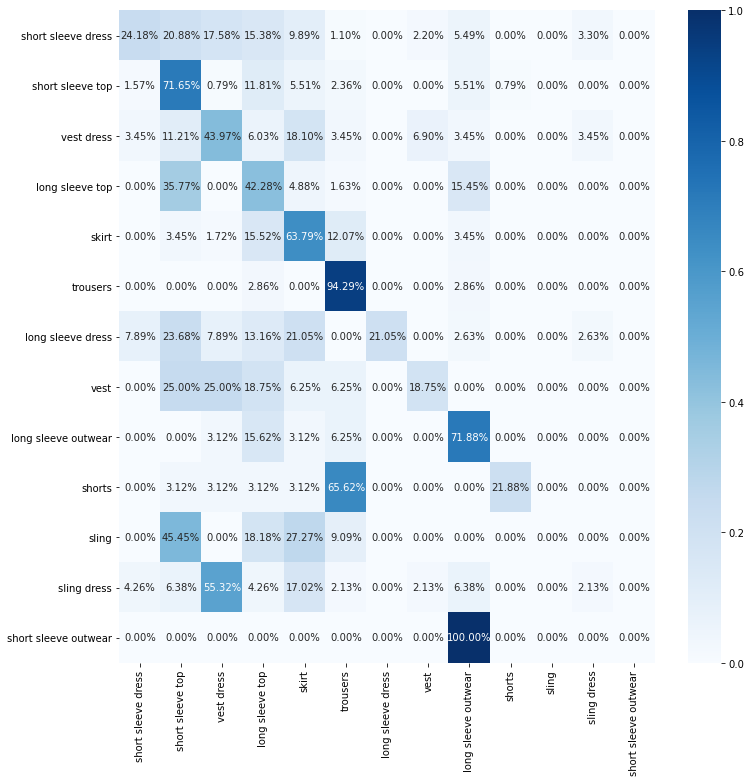 short sleeve dress 24.18% 20.88% 17.58% 15.38% 9.89% 1.10% 0.00% 2.20% 5.49% 0.00% 0.00% 3.30% 0.00%
short sleeve top 1.57% 71.65% 0.79% 11.81% 5.51% 2.36% 0.00% 0.00% 5.51% 0.79% 0.00% 0.00% 0.00%
vest dress 3.45% 11.21% 43.97% 6.03% 18.10% 3.45% 0.00% 6.90% 3.45% 0.00% 0.00% 3.45% 0.00%
long sleeve top 0.00% 35.77% 0.00% 42.28% 4.88% 1.63% 0.00% 0.00% 15.45% 0.00% 0.00% 0.00% 0.00%
skirt 0.00% 3.45% 1.72% 15.52% 63.79% 12.07% 0.00% 0.00% 3.45% 0.00% 0.00% 0.00% 0.00%
trousers 0.00% 0.00% 0.00% 2.86% 0.00% 94.29% 0.00% 0.00% 2.86% 0.00% 0.00% 0.00% 0.00%
long sleeve dress 7.89% 23.68% 7.89% 13.16% 21.05% 0.00% 21.05% 0.00% 2.63% 0.00% 0.00% 2.63% 0.00%
vest 0.00% 25.00% 25.00% 18.75% 6.25% 6.25% 0.00% 18.75% 0.00% 0.00% 0.00% 0.00% 0.00%
long sleeve outwear 0.00% 0.00% 3.12% 15.62% 3.12% 6.25% 0.00% 0.00% 71.88% 0.00% 0.00% 0.00% 0.00%
shorts 0.00% 3.12% 3.12% 3.12% 3.12% 65.62% 0.00% 0.00% 0.00% 21.88% 0.00% 0.00% 0.00%
sling 0.00% 45.45% 0.00% 18.18% 27.27% 9.09% 0.00% 0.00% 0.00% 0.00% 0.00% 0.00% 0.00%
sling dress 4.26% 6.38% 55.32% 4.26% 17.02% 2.13% 0.00% 2.13% 6.38% 0.00% 0.00% 2.13% 0.00%
short sleeve outwear 0.00% 0.00% 0.00% 0.00% 0.00% 0.00% 0.00% 0.00% 100.00% 0.00% 0.00% 0.00% 0.00%
short sleeve dress
short sleeve top
vest dress
long sleeve top
skirt
trousers
long sleeve dress
vest
long sleeve outwear
shorts
sling
sling dress
short sleeve outwear
1.0
0.8
0.6
0.4
0.2
0.0